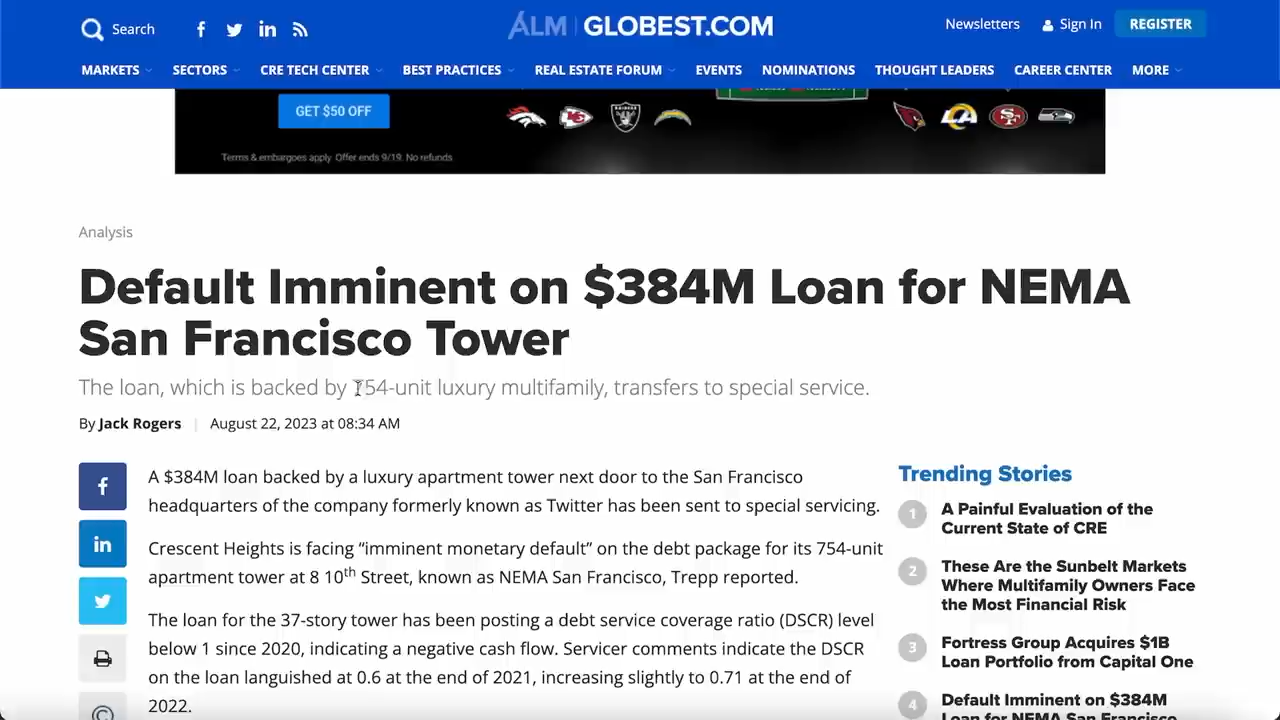 Search
ALM | GLOBEST.COM
Newsletters
Sign In
REGISTER
MARKETS SECTORS CRE TECH CENTER BEST PRACTICES REAL ESTATE FORUM EVENTS NOMINATIONS THOUGHT LEADERS CAREER CENTER MORE
GET $50 OFF
Terms & embargoes apply Offer ends 9/19. No refunds
Analysis
Default Imminent on $384M Loan for NEMA
San Francisco Tower
The loan, which is backed by 754-unit luxury multifamily, transfers to special service.
By Jack Rogers | August 22, 2023 at 08:34 AM
A $384M loan backed by a luxury apartment tower next door to the San Francisco
headquarters of the company formerly known as Twitter has been sent to special servicing.
Crescent Heights is facing “imminent monetary default” on the debt package for its 754-unit
apartment tower at 8 10th Street, known as NEMA San Francisco, Trepp reported.
The loan for the 37-story tower has been posting a debt service coverage ratio (DSCR) level
below 1 since 2020, indicating a negative cash flow. Servicer comments indicate the DSCR
on the loan languished at 0.6 at the end of 2021, increasing slightly to 0.71 at the end of
2022.
Trending Stories
1 A Painful Evaluation of the
Current State of CRE
2 These Are the Sunbelt Markets
Where Multifamily Owners Face
the Most Financial Risk
3 Fortress Group Acquires $1B
Loan Portfolio from Capital One
4 Default Imminent on $384M
Loan for NEMA San Francisco